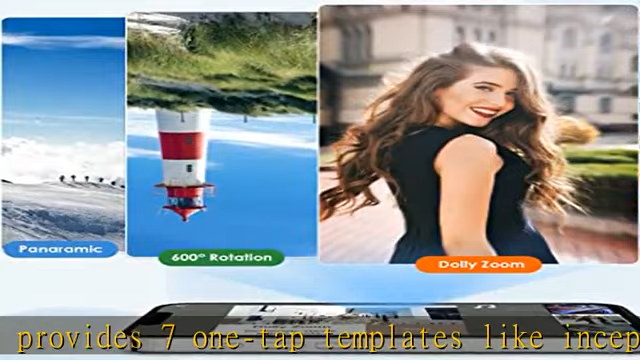 Panaramic
600° Rotation
Dolly Zoom
provides 7 one-tap templates like incep